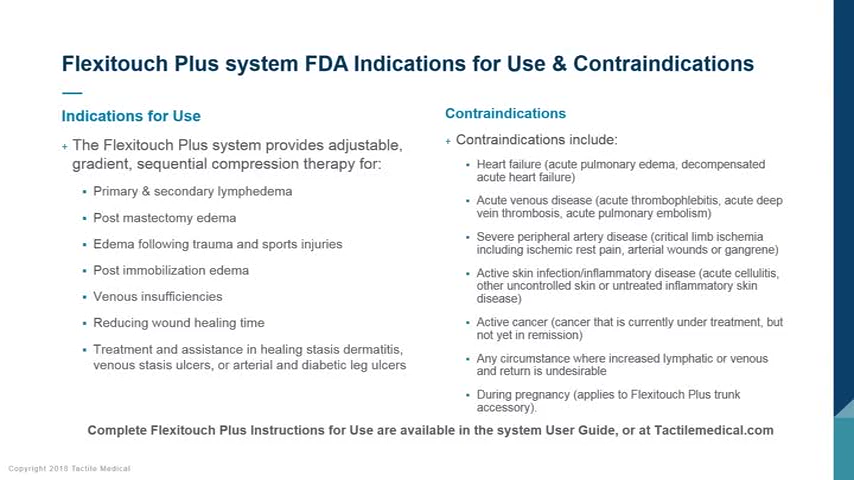 Flexitouch Plus system FDA Indications for Use & Contraindications
Indications for Use
+ The Flexitouch Plus system provides adjustable,
gradient, sequential compression therapy for:
▪ Primary & secondary lymphedema
▪ Post mastectomy edema
▪ Edema following trauma and sports injuries
▪ Post immobilization edema
▪ Venous insufficiencies
▪ Reducing wound healing time
▪ Treatment and assistance in healing stasis dermatitis,
venous stasis ulcers, or arterial and diabetic leg ulcers
Contraindications
+ Contraindications include:
▪ Heart failure (acute pulmonary edema, decompensated
acute heart failure)
▪ Acute venous disease (acute thrombophlebitis, acute deep
vein thrombosis, acute pulmonary embolism)
▪ Severe peripheral artery disease (critical limb ischemia
including ischemic rest pain, arterial wounds or gangrene)
▪ Active skin infection/inflammatory disease (acute cellulitis,
other uncontrolled skin or untreated inflammatory skin
disease)
▪ Active cancer (cancer that is currently under treatment, but
not yet in remission)
▪ Any circumstance where increased lymphatic or venous
and return is undesirable
▪ During pregnancy (applies to Flexitouch Plus trunk
accessory).
Complete Flexitouch Plus Instructions for Use are available in the system User Guide, or at Tactilemedical.com
Copyright 2018 Tactile Medical